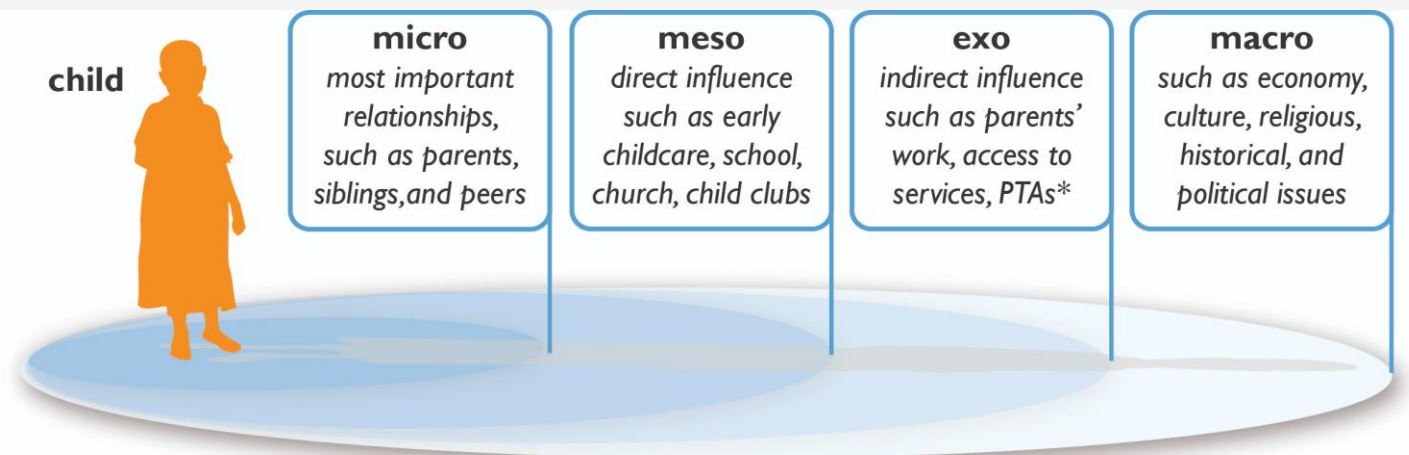 child
micro
most important
relationships,
such as parents,
siblings,and peers
meso
direct influence
such as early
childcare, school,
church, child clubs
exo
indirect influence
such as parents’
work, access to
services, PTAs*
macro
such as economy,
culture, religious,
historical, and
political issues